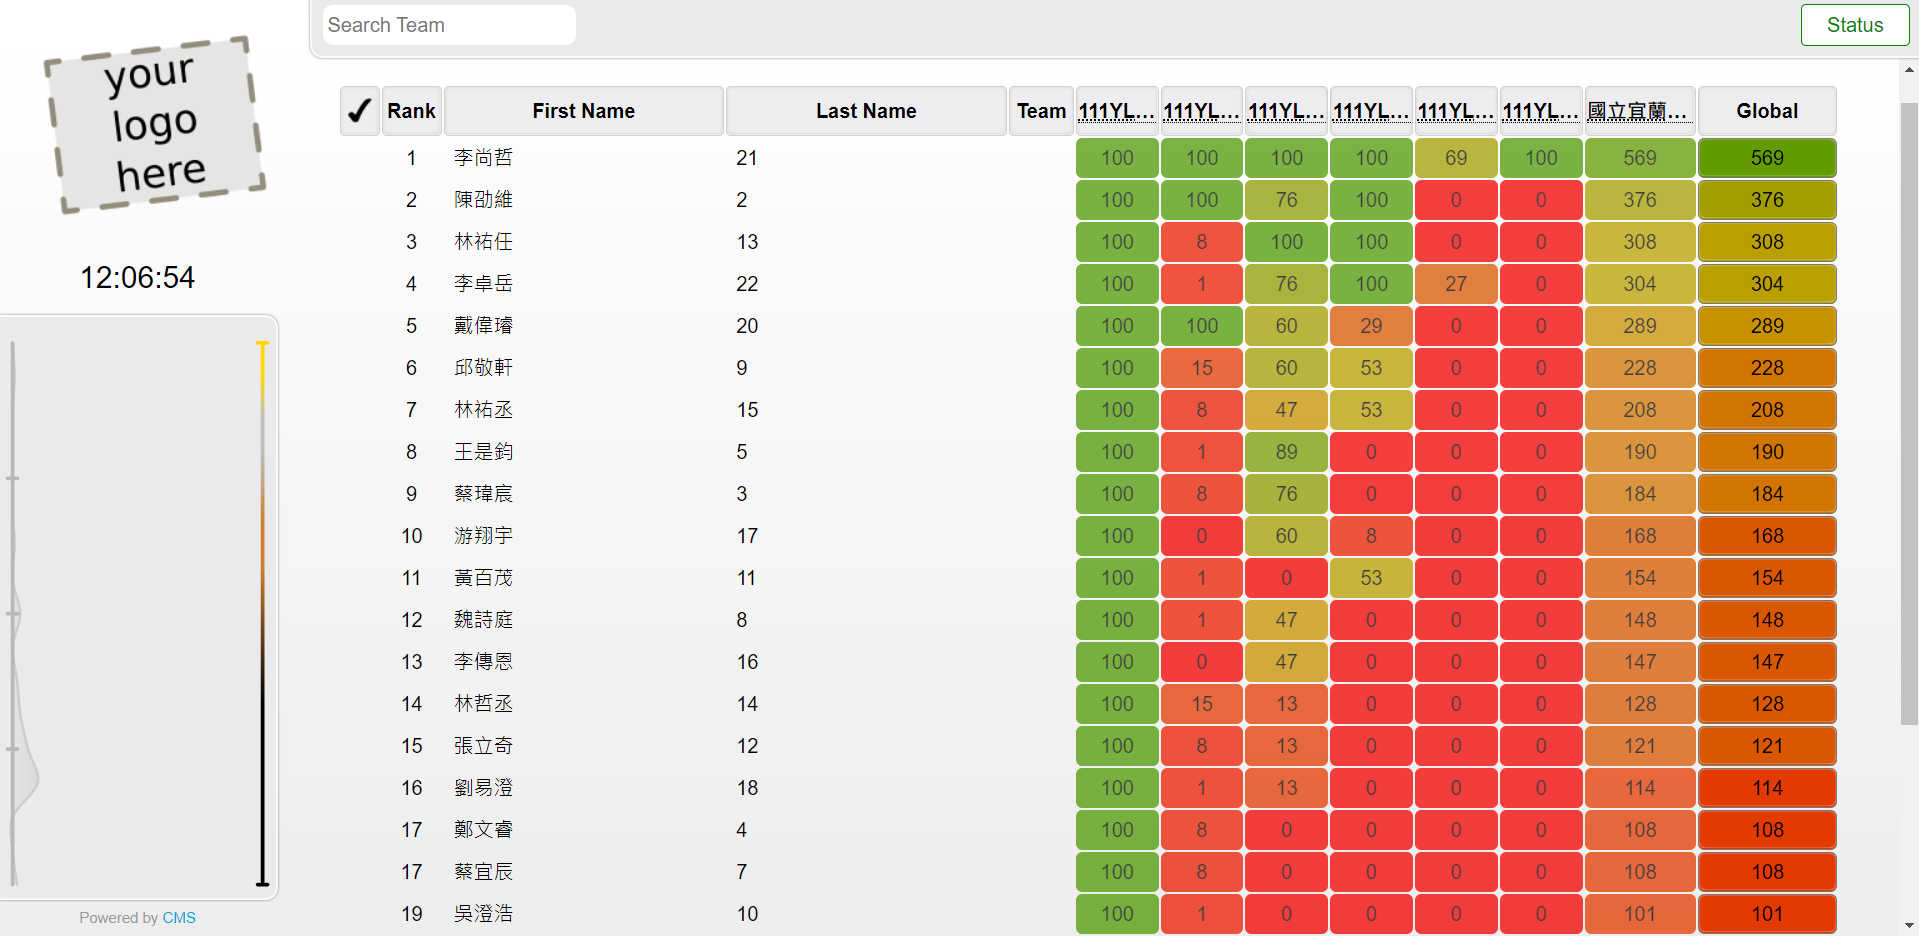 your
logo
here
12:06:54
Powered by CMS
Search Team
Status
✔ Rank First Name Last Name Team 111YL... 111YL... 111YL... 111YL... 111YL... 111YL... 國立宜蘭... Global
1 李尚哲 21 100 100 100 100 69 100 569 569
2 陳劭維 2 100 100 76 100 0 0 376 376
3 林祐任 13 100 8 100 100 0 0 308 308
4 李卓岳 22 100 1 76 100 27 0 304 304
5 戴偉璿 20 100 100 60 29 0 0 289 289
6 邱敬軒 9 100 15 60 53 0 0 228 228
7 林祐丞 15 100 8 47 53 0 0 208 208
8 王是鈞 5 100 1 89 0 0 0 190 190
9 蔡瑋宸 3 100 8 76 0 0 0 184 184
10 游翔宇 17 100 0 60 8 0 0 168 168
11 黃百茂 11 100 1 0 53 0 0 154 154
12 魏詩庭 8 100 1 47 0 0 0 148 148
13 李傳恩 16 100 0 47 0 0 0 147 147
14 林哲丞 14 100 15 13 0 0 0 128 128
15 張立奇 12 100 8 13 0 0 0 121 121
16 劉易澄 18 100 1 13 0 0 0 114 114
17 鄭文睿 4 100 8 0 0 0 0 108 108
17 蔡宜辰 7 100 8 0 0 0 0 108 108
19 吳澄浩 10 100 1 0 0 0 0 101 101